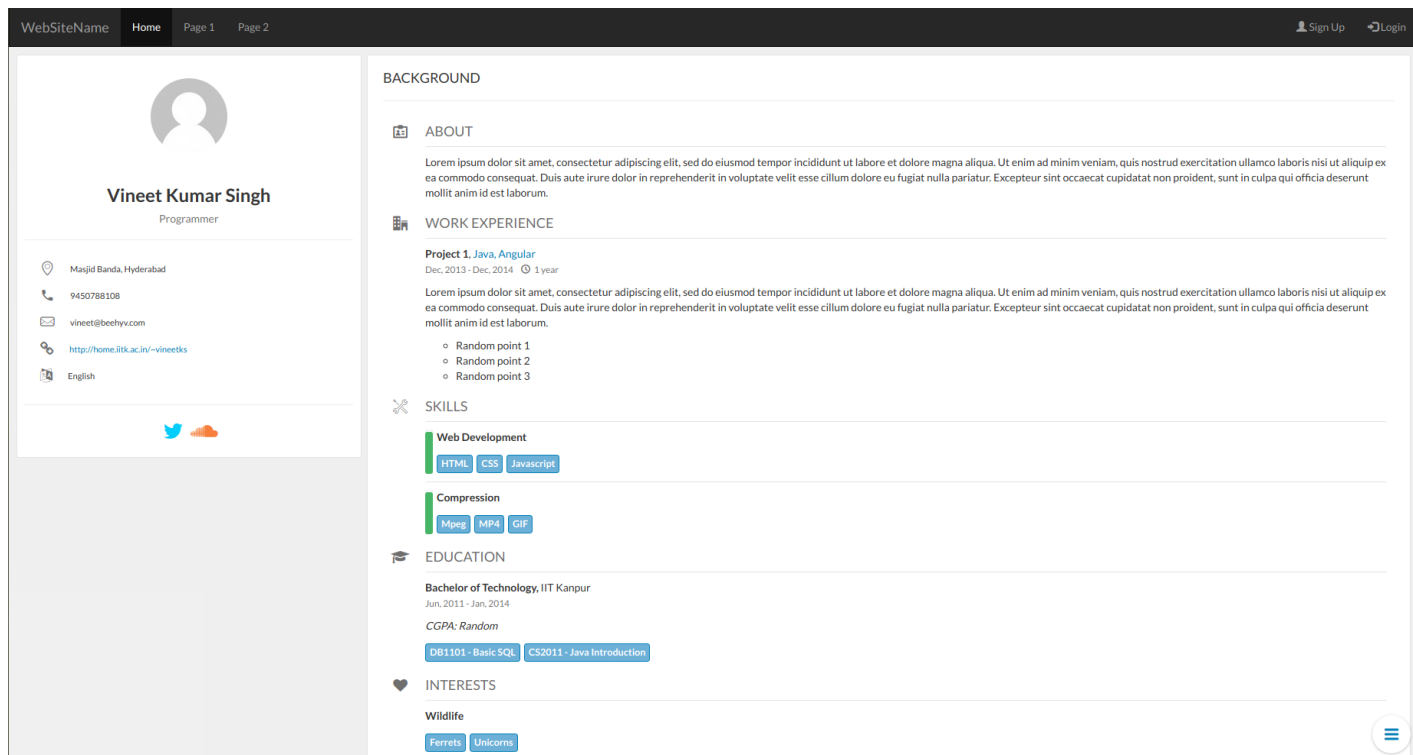 WebSiteName Home Page 1 Page 2 Sign Up Login
Vineet Kumar Singh
Programmer
Masjid Banda, Hyderabad
9450788108
vineet@beehyv.com
http://home.iitk.ac.in/~vineetks
English
BACKGROUND
ABOUT
Lorem ipsum dolor sit amet, consectetur adipiscing elit, sed do eiusmod tempor incididunt ut labore et dolore magna aliqua. Ut enim ad minim veniam, quis nostrud exercitation ullamco laboris nisi ut aliquip ex
ea commodo consequat. Duis aute irure dolor in reprehenderit in voluptate velit esse cillum dolore eu fugiat nulla pariatur. Excepteur sint occaecat cupidatat non proident, sunt in culpa qui officia deserunt
mollit anim id est laborum.
WORK EXPERIENCE
Project 1, Java, Angular
Dec, 2013 - Dec, 2014 1 year
Lorem ipsum dolor sit amet, consectetur adipiscing elit, sed do eiusmod tempor incididunt ut labore et dolore magna aliqua. Ut enim ad minim veniam, quis nostrud exercitation ullamco laboris nisi ut aliquip ex
ea commodo consequat. Duis aute irure dolor in reprehenderit in voluptate velit esse cillum dolore eu fugiat nulla pariatur. Excepteur sint occaecat cupidatat non proident, sunt in culpa qui officia deserunt
mollit anim id est laborum.
Random point 1
Random point 2
Random point 3
SKILLS
Web Development
HTML CSS Javascript
Compression
Mpeg MP4 GIF
EDUCATION
Bachelor of Technology, IIT Kanpur
Jun, 2011 - Jan, 2014
CGPA: Random
DB1101 - Basic SQL CS2011 - Java Introduction
INTERESTS
Wildlife
Ferrets Unicorns